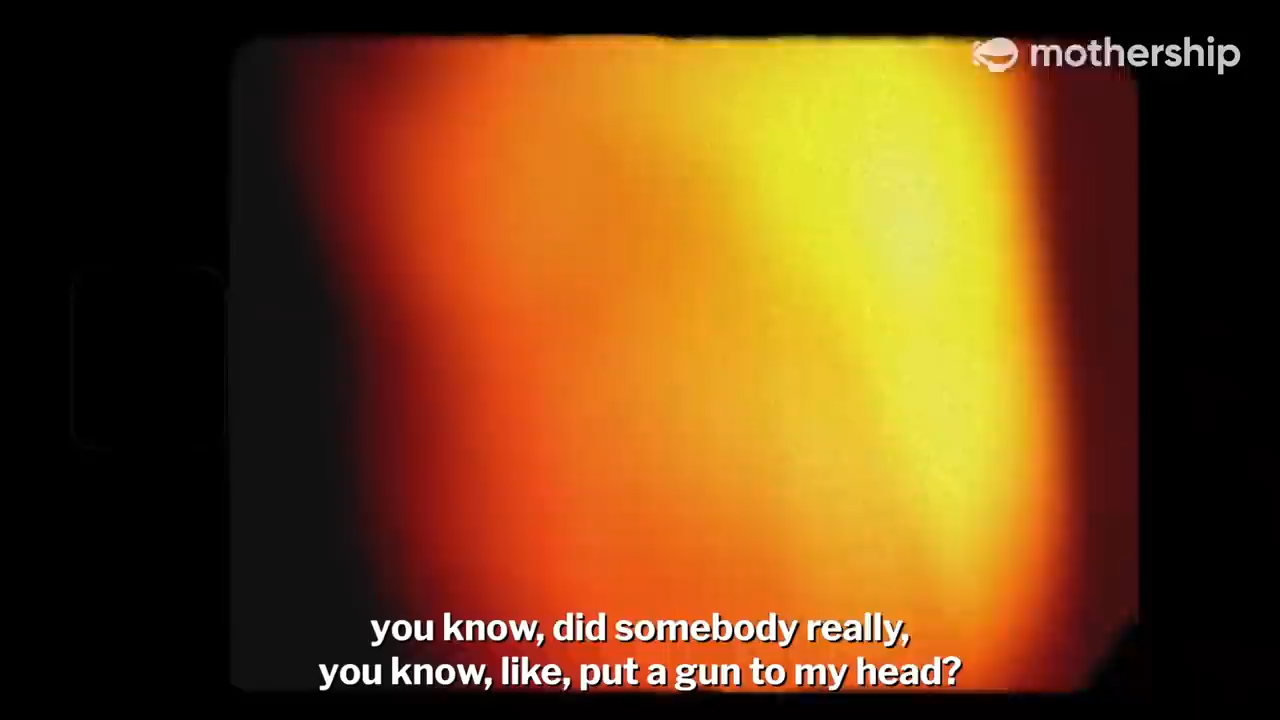 mothership
you know, did somebody really,
you know, like, put a gun to my head?